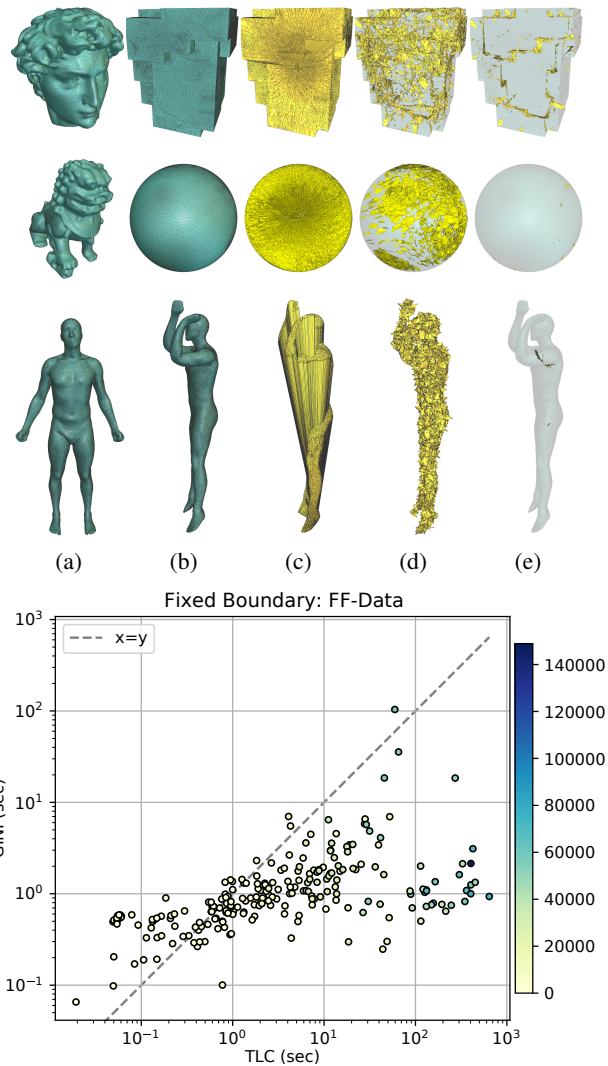 (a) (b) (c) (d) (e)
Fixed Boundary: FF-Data
x=y
10³
10²
10¹
10⁰
10⁻¹
(sec)
10⁻¹ 10⁰ 10¹ 10² 10³
TLC (sec)
140000
120000
100000
80000
60000
40000
20000
0